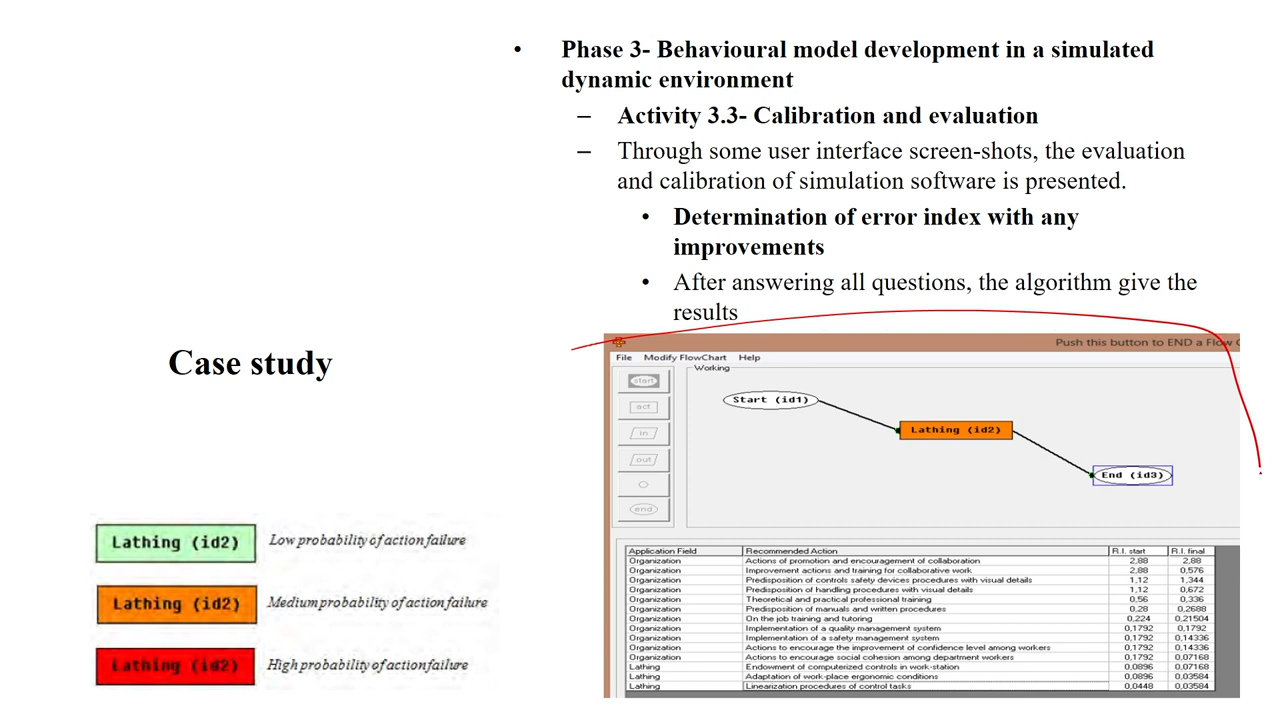 • Phase 3- Behavioural model development in a simulated
dynamic environment
– Activity 3.3- Calibration and evaluation
– Through some user interface screen-shots, the evaluation
and calibration of simulation software is presented.
• Determination of error index with any
improvements
• After answering all questions, the algorithm give the
results
Case study
Lathing (id2) Low probability of action failure
Lathing (id2) Medium probability of action failure
Lathing (id2) High probability of action failure
Push this button to END a Flow
File Modify FlowChart Help
Working
start
act
in
out
end
Start (id1)
Lathing (id2)
End (id3)
Application Field Recommended Action R.I. start R.I. final
Organization Actions of promotion and encouragement of collaboration 2,88 2,88
Organization Improvement actions and training for collaborative work 2,88 0,576
Organization Predisposition of controls safety devices procedures with visual details 1,12 1,344
Organization Predisposition of handling procedures with visual details 1,12 0,672
Organization Theoretical and practical professional training 0,56 0,336
Organization Predisposition of manuals and written procedures 0,28 0,2688
Organization On the job training and tutoring 0,224 0,21504
Organization Implementation of a quality management system 0,1792 0,1792
Organization Implementation of a safety management system 0,1792 0,14336
Organization Actions to encourage the improvement of confidence level among workers 0,1792 0,14336
Organization Actions to encourage social cohesion among department workers 0,1792 0,07168
Lathing Endowment of computerized controls in work-station 0,0896 0,07168
Lathing Adaptation of work-place ergonomic conditions 0,0896 0,03584
Lathing Linearization procedures of control tasks 0,0448 0,03584